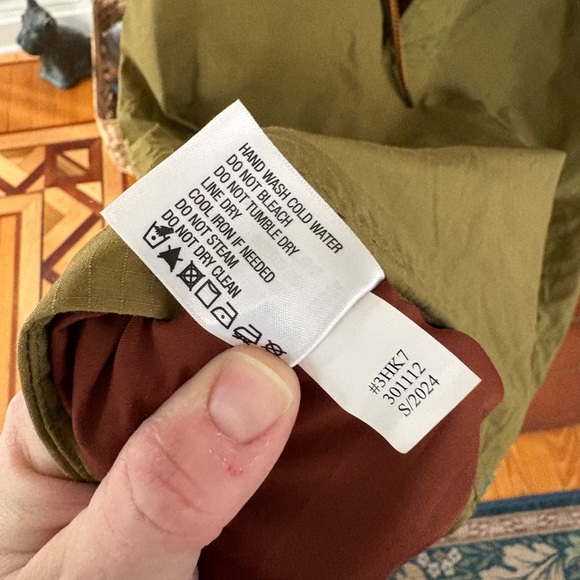 HAND WASH COLD WATER
DO NOT BLEACH
DO NOT TUMBLE DRY
LINE DRY
COOL IRON IF NEEDED
DO NOT STEAM
DO NOT DRY CLEAN
#3HK7
301112
S/2024